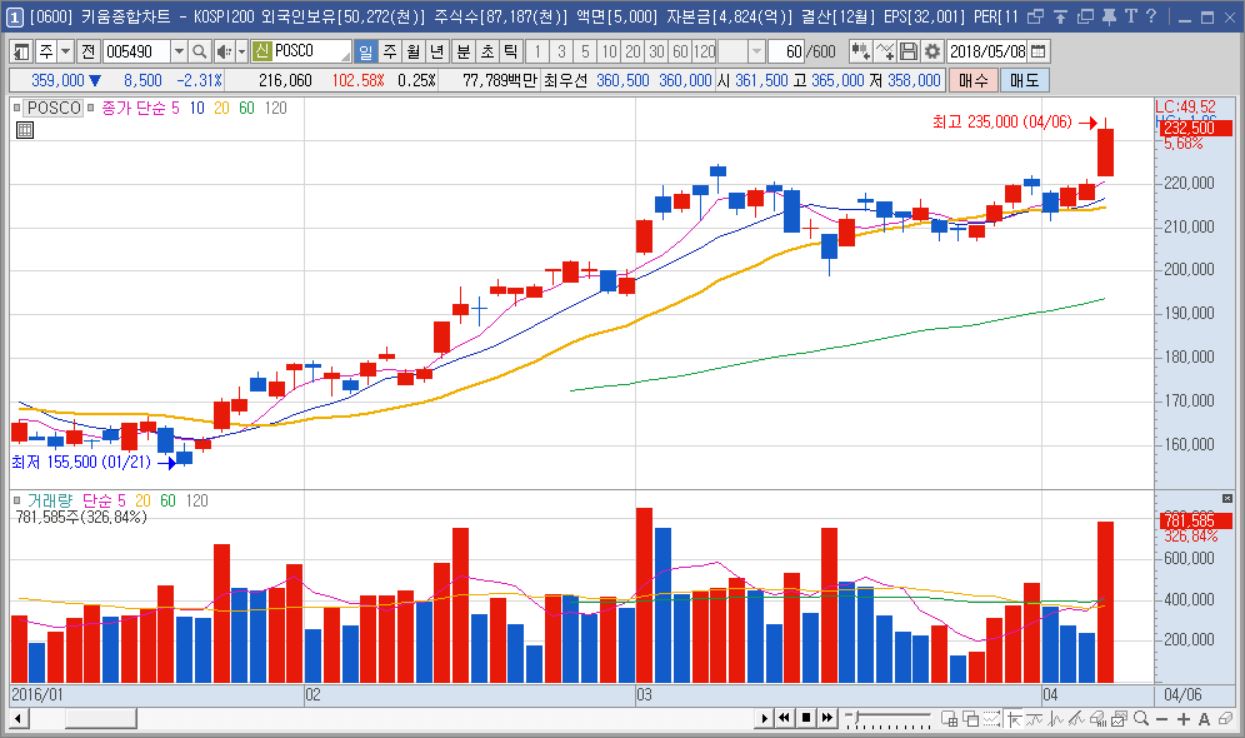 1 [0600] 키움종합차트 - KOSPI200 외국인보유[50,272(천)] 주식수[87,187(천)] 액면[5,000] 자본금[4,824(억)] 결산[12월] EPS[32,001] PER[11 T ?
주 전 005490 신 POSCO 일 주 월 년 분 초 틱 1 3 5 10 20 30 60 120 60 /600 2018/05/08
359,000 ▼ 8,500 -2.31% 216,060 102.58% 0.25% 77,789백만 최우선 360,500 360,000 시 361,500 고 365,000 저 358,000 매수 매도
POSCO 종가 단순 5 10 20 60 120
LC:49.52
최고 235,000 (04/06)
232,500
5.68%
220,000
210,000
200,000
190,000
180,000
170,000
160,000
최저 155,500 (01/21)
거래량 단순 5 20 60 120
781,585주(326.84%)
781,585
326.84%
600,000
400,000
200,000
2016/01 02 03 04 04/06
A